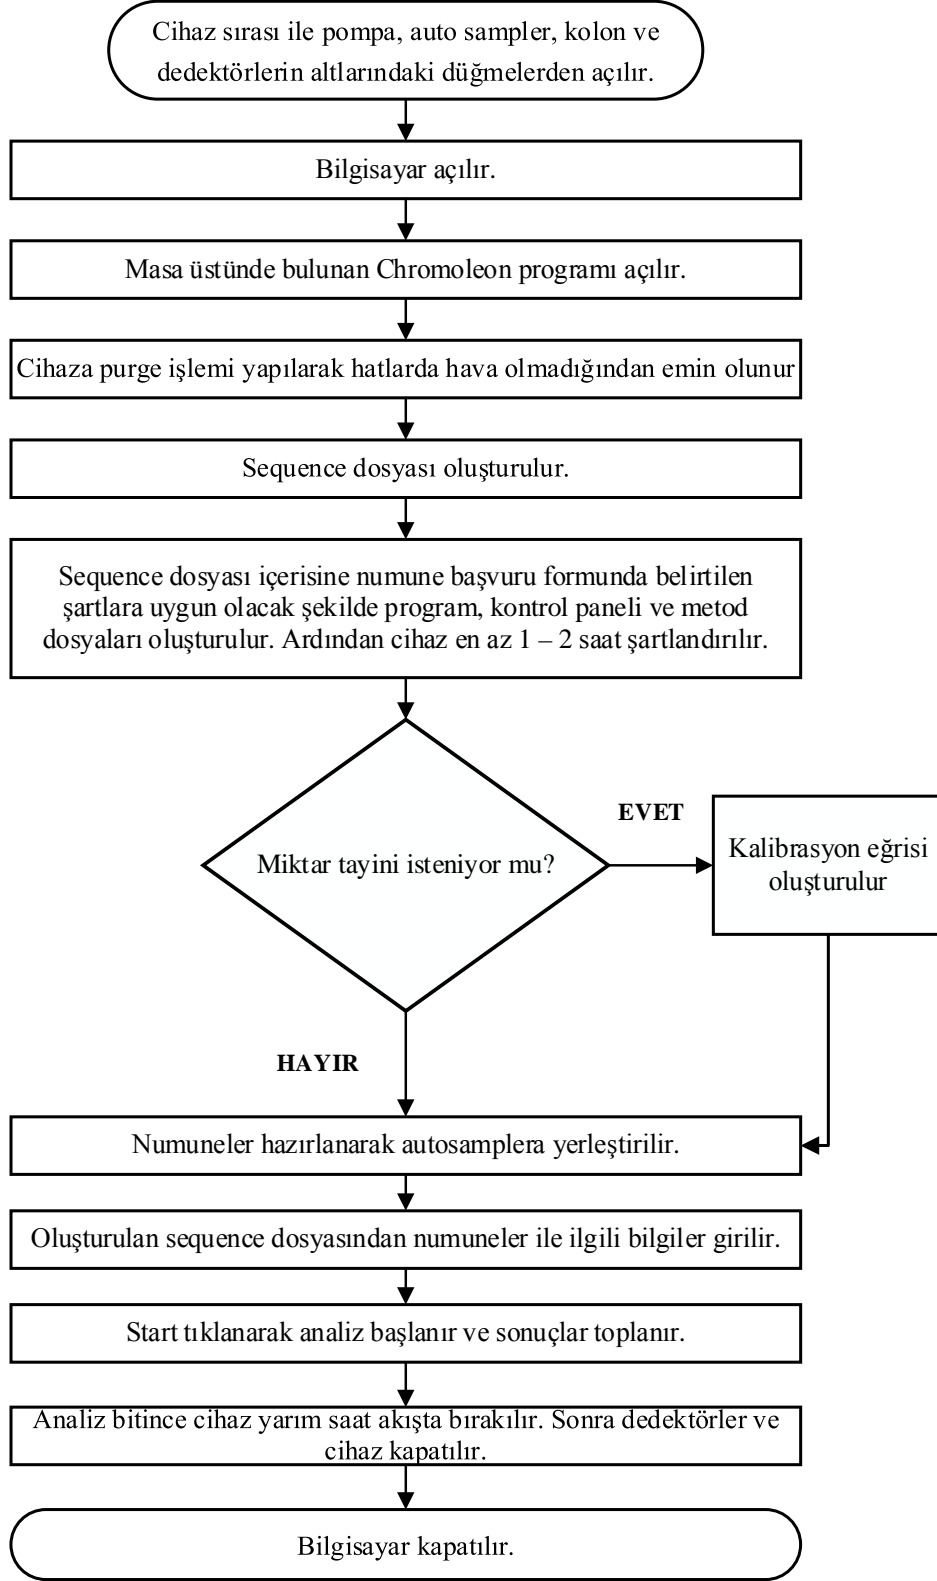 Cihaz sırası ile pompa, auto sampler, kolon ve
dedektörlerin altlarındaki düğmelerden açılır.
Bilgisayar açılır.
Masa üstünde bulunan Chromoleon programı açılır.
Cihaza purge işlemi yapılarak hatlarda hava olmadığından emin olunur
Sequence dosyası oluşturulur.
Sequence dosyası içerisine numune başvuru formunda belirtilen
şartlara uygun olacak şekilde program, kontrol paneli ve metod
dosyaları oluşturulur. Ardından cihaz en az 1 – 2 saat şartlandırılır.
Miktar tayini isteniyor mu?
EVET
Kalibrasyon eğrisi
oluşturulur
HAYIR
Numuneler hazırlanarak autosamplera yerleştirilir.
Oluşturulan sequence dosyasından numuneler ile ilgili bilgiler girilir.
Start tıklanarak analiz başlanır ve sonuçlar toplanır.
Analiz bitince cihaz yarım saat akışta bırakılır. Sonra dedektörler ve
cihaz kapatılır.
Bilgisayar kapatılır.